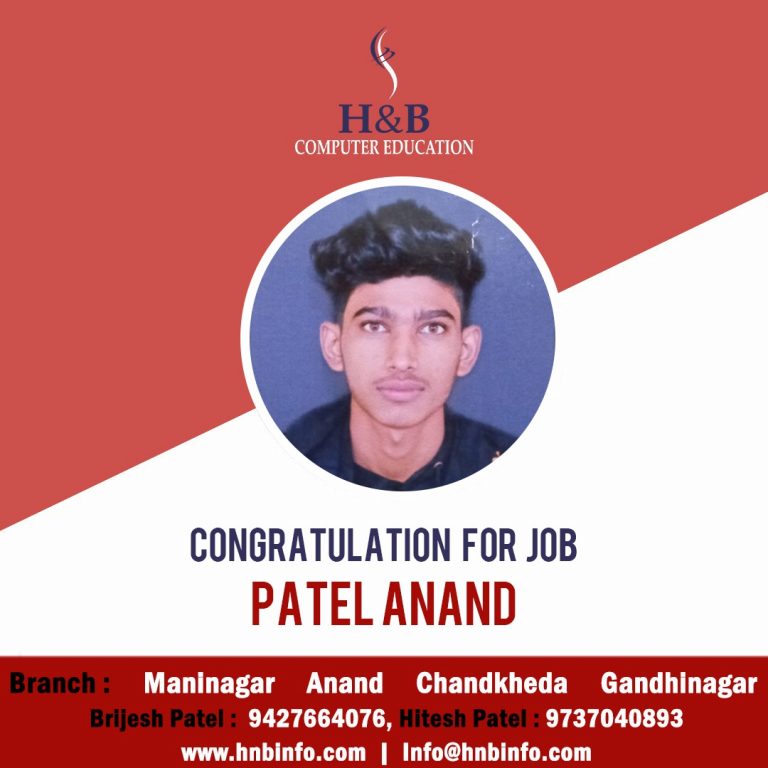 H&B
COMPUTER EDUCATION
CONGRATULATION FOR JOB
PATEL ANAND
Branch : Maninagar Anand Chandkheda Gandhinagar
Brijesh Patel : 9427664076, Hitesh Patel : 9737040893
www.hnbinfo.com | Info@hnbinfo.com